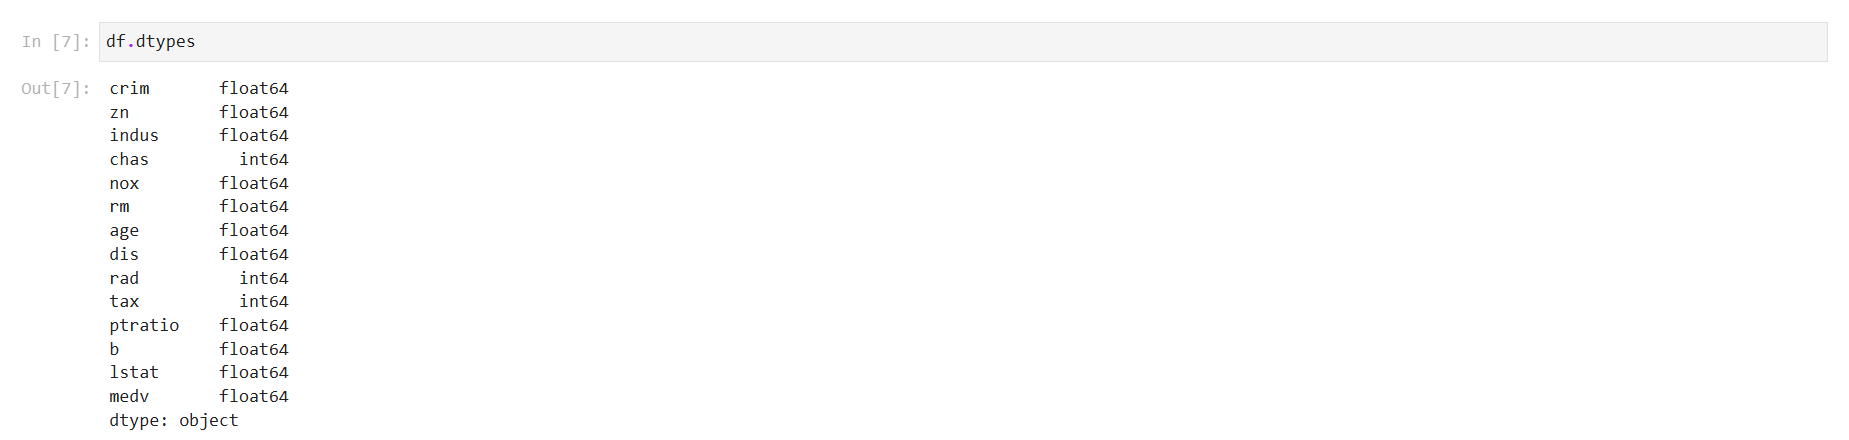 In [7]: df.dtypes
Out[7]: crim       float64
zn         float64
indus      float64
chas         int64
nox        float64
rm         float64
age        float64
dis        float64
rad          int64
tax          int64
ptratio    float64
b          float64
lstat      float64
medv       float64
dtype: object